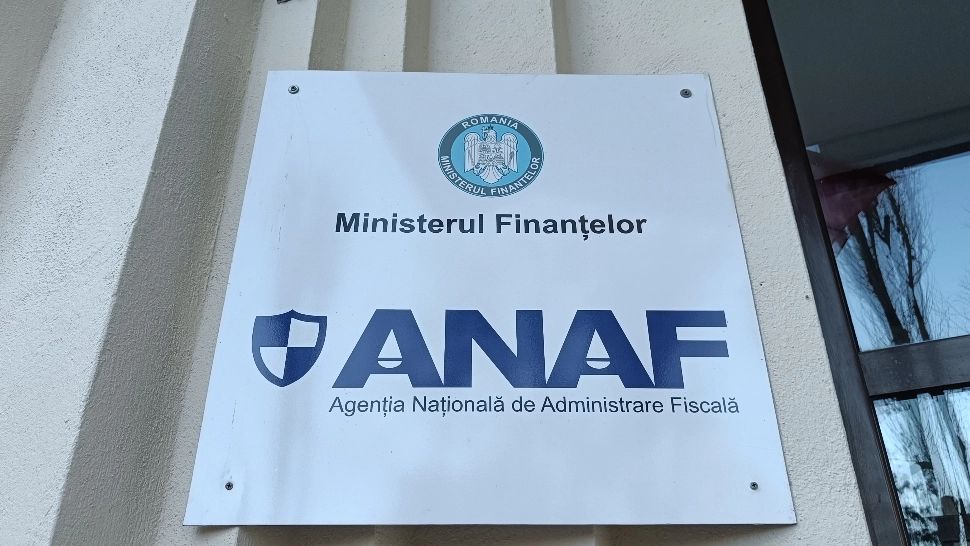 ROMANIA
MINISTERUL FINANȚELOR
Ministerul Finanțelor
ANAF
Agenția Națională de Administrare Fiscală